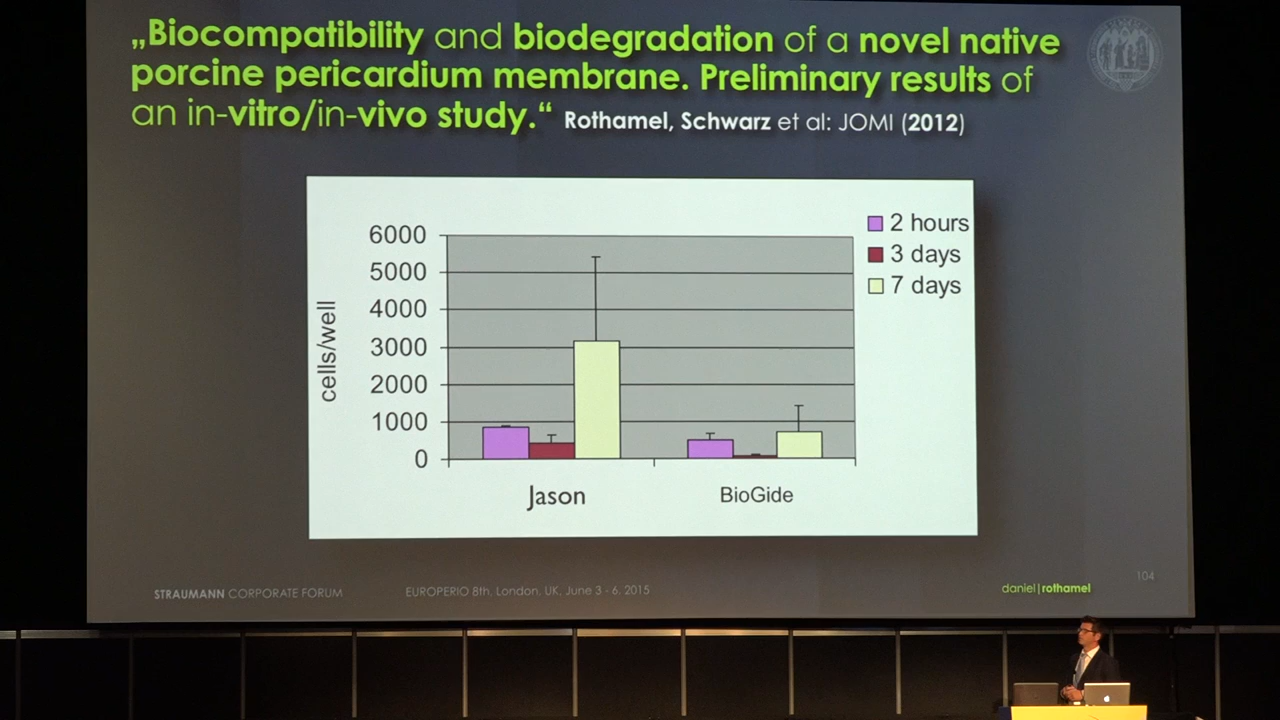 „Biocompatibility and biodegradation of a novel native
porcine pericardium membrane. Preliminary results of
an in-vitro/in-vivo study.“ Rothamel, Schwarz et al: JOMI (2012)
2 hours
3 days
7 days
6000
5000
4000
3000
2000
1000
0
cells/well
Jason BioGide
104
STRAUMANN CORPORATE FORUM EUROPERIO 8th, London, UK, June 3 - 6, 2015 daniel|rothamel